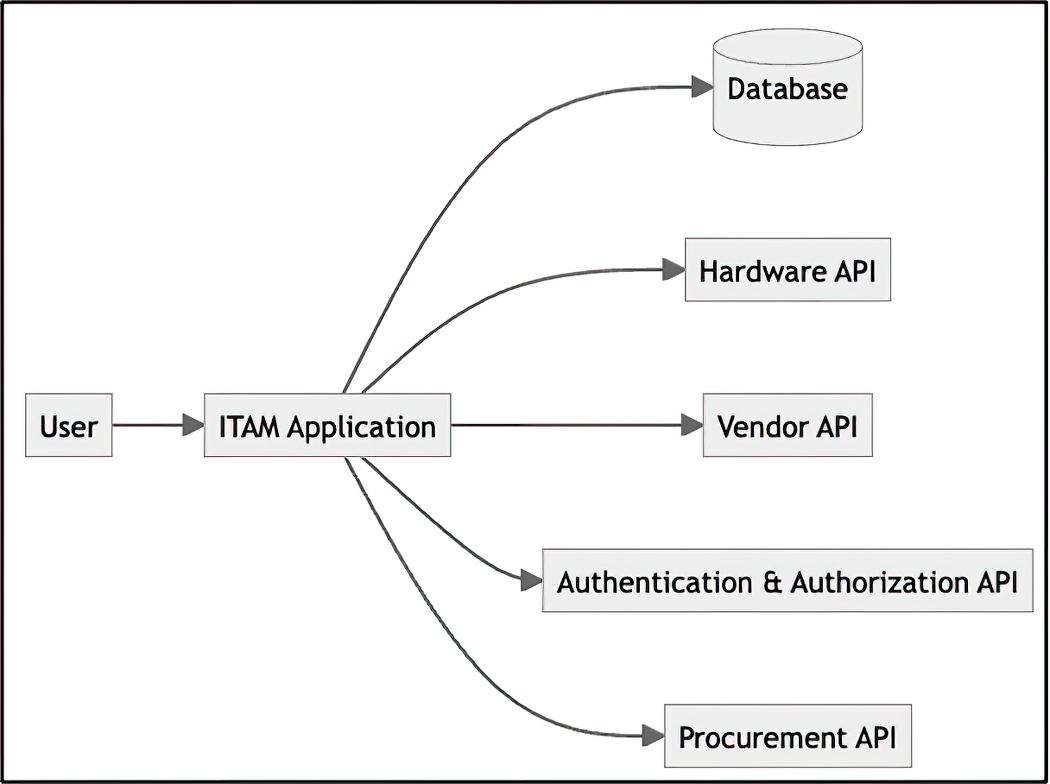 Database
Hardware API
User
ITAM Application
Vendor API
Authentication & Authorization API
Procurement API